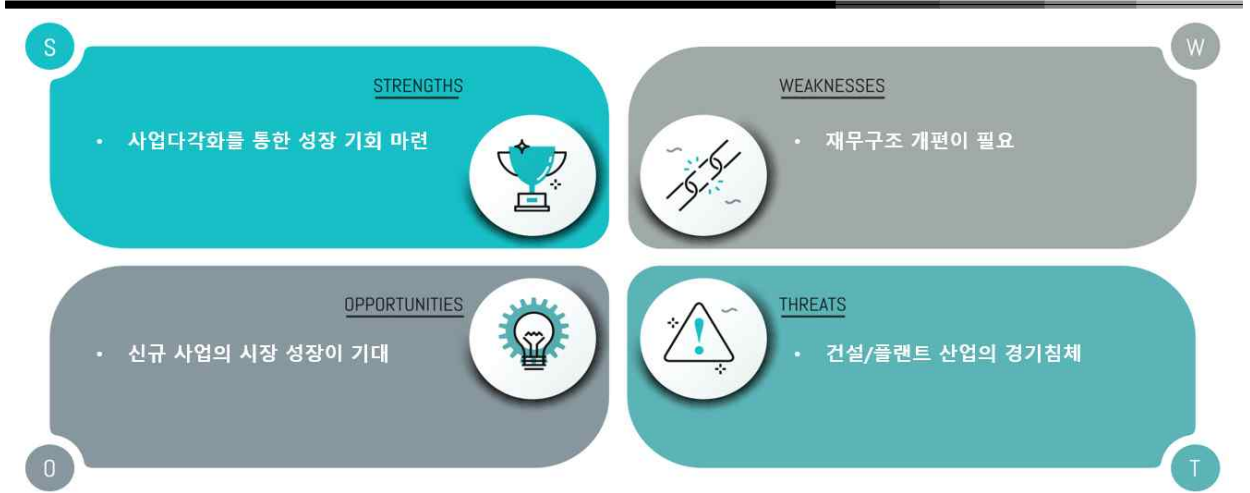 S
STRENGTHS
• 사업다각화를 통한 성장 기회 마련
W
WEAKNESSES
• 재무구조 개편이 필요
O
OPPORTUNITIES
• 신규 사업의 시장 성장이 기대
T
THREATS
• 건설/플랜트 산업의 경기침체